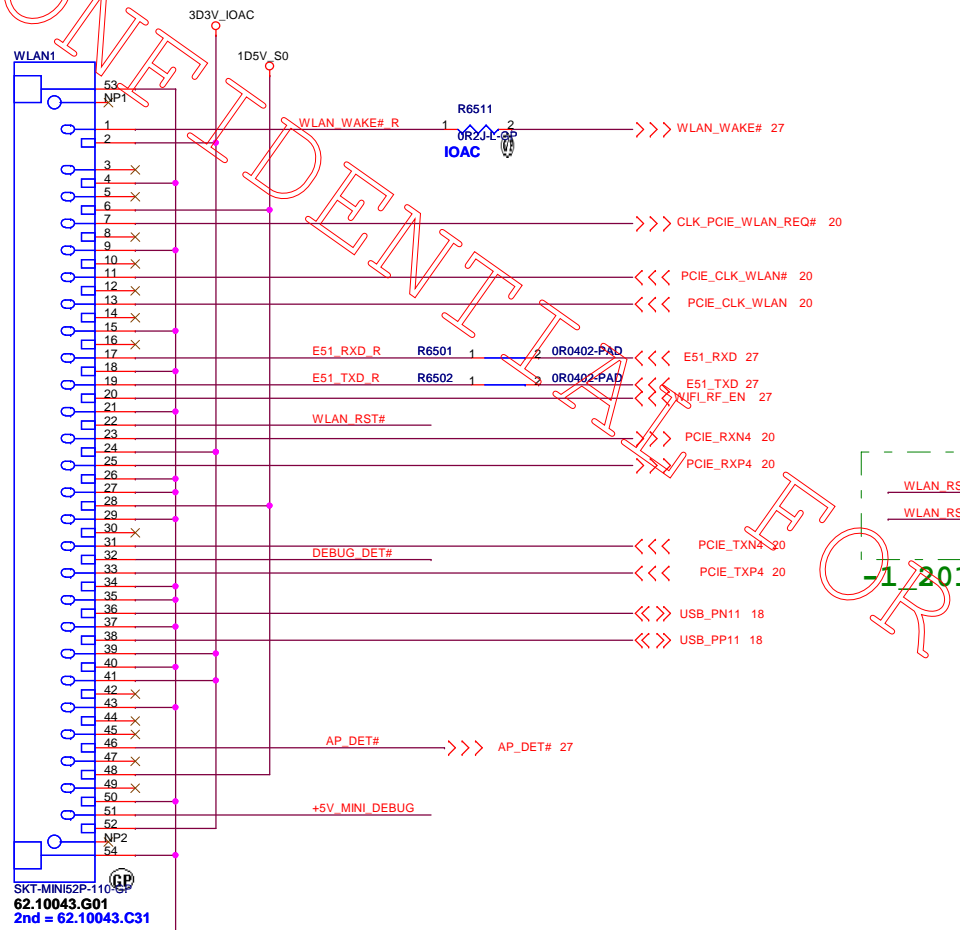 3D3V_IOAC
1D5V_S0
WLAN1
53
NP1
1 WLAN_WAKE#_R 1 R6511 2 WLAN_WAKE# 27
0R2J-L-GP
IOAC
2
3
4
5
6
7 CLK_PCIE_WLAN_REQ# 20
8
9
10
11 PCIE_CLK_WLAN# 20
12
13 PCIE_CLK_WLAN 20
14
15
16
17 E51_RXD_R R6501 1 2 0R0402-PAD E51_RXD 27
18
19 E51_TXD_R R6502 1 2 0R0402-PAD E51_TXD 27
20 WIFI_RF_EN 27
21
22 WLAN_RST#
23 PCIE_RXN4 20
24
25 PCIE_RXP4 20
26
27
28
29
30
31 PCIE_TXN4 20
32 DEBUG_DET#
33 PCIE_TXP4 20
34
35
36 USB_PN11 18
37
38 USB_PP11 18
39
40
41
42
43
44
45
46 AP_DET# AP_DET# 27
47
48
49
50
51 +5V_MINI_DEBUG
52
NP2
54
GP
SKT-MINI52P-110-GP
62.10043.G01
2nd = 62.10043.C31
WLAN_RS
WLAN_RS
-1_201
ONFIDENTIAL FOR